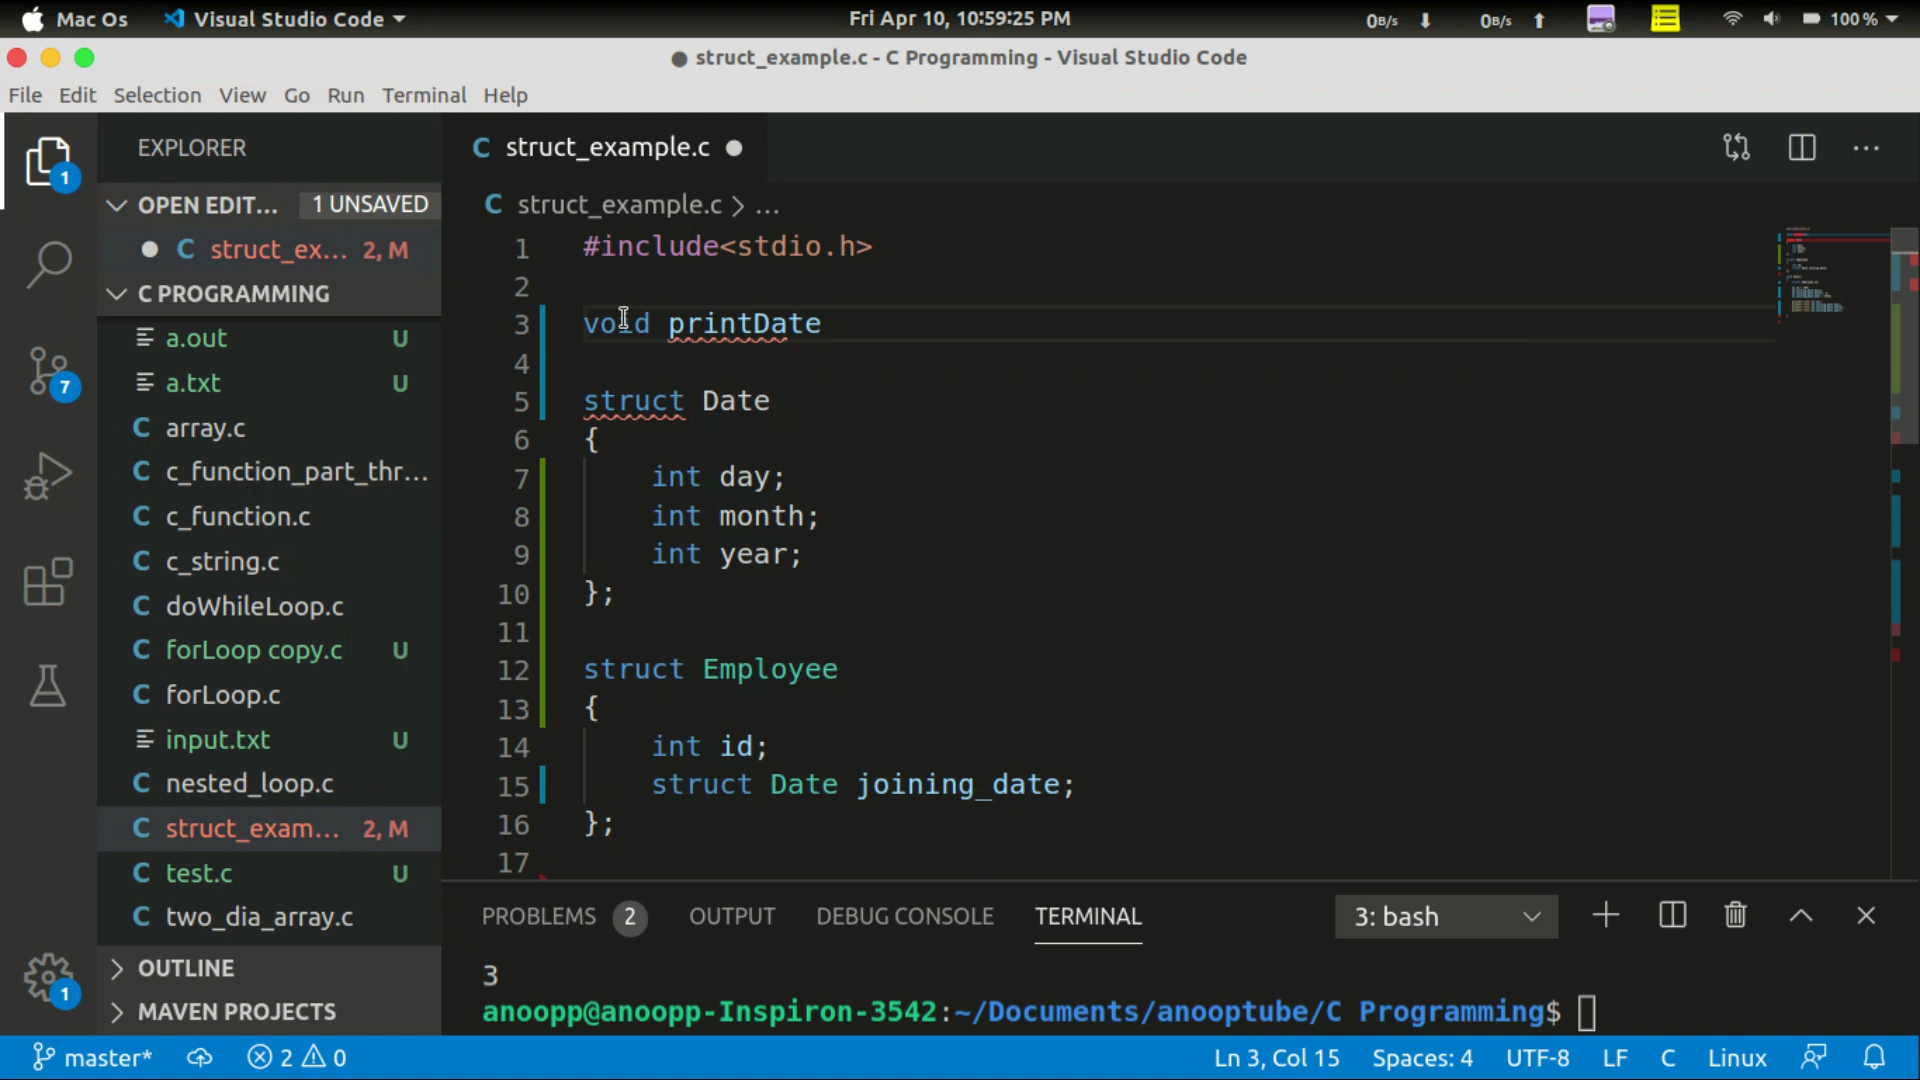 Mac Os Visual Studio Code Fri Apr 10, 10:59:25 PM 0B/s 0B/s 100 %
struct_example.c - C Programming - Visual Studio Code
File Edit Selection View Go Run Terminal Help
EXPLORER
struct_example.c
1
OPEN EDIT... 1 UNSAVED
struct_ex... 2, M
C PROGRAMMING
a.out U
a.txt U
array.c
c_function_part_thr...
c_function.c
c_string.c
doWhileLoop.c
forLoop copy.c U
forLoop.c
input.txt U
nested_loop.c
struct_exam... 2, M
test.c U
two_dia_array.c
OUTLINE
MAVEN PROJECTS
7
1
C struct_example.c > ...
1 #include<stdio.h>
2
3 void printDate
4
5 struct Date
6 {
7 int day;
8 int month;
9 int year;
10 };
11
12 struct Employee
13 {
14 int id;
15 struct Date joining_date;
16 };
17
PROBLEMS 2 OUTPUT DEBUG CONSOLE TERMINAL 3: bash
3
anoopp@anoopp-Inspiron-3542:~/Documents/anooptube/C Programming$
master* 2 0 Ln 3, Col 15 Spaces: 4 UTF-8 LF C Linux